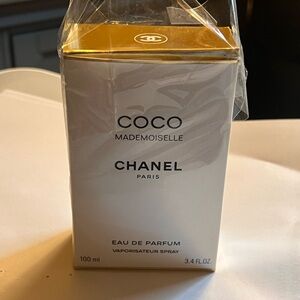 COCO
MADEMOISELLE
CHANEL
PARIS
EAU DE PARFUM
VAPORISATEUR SPRAY
100 ml 3.4 FL.OZ.